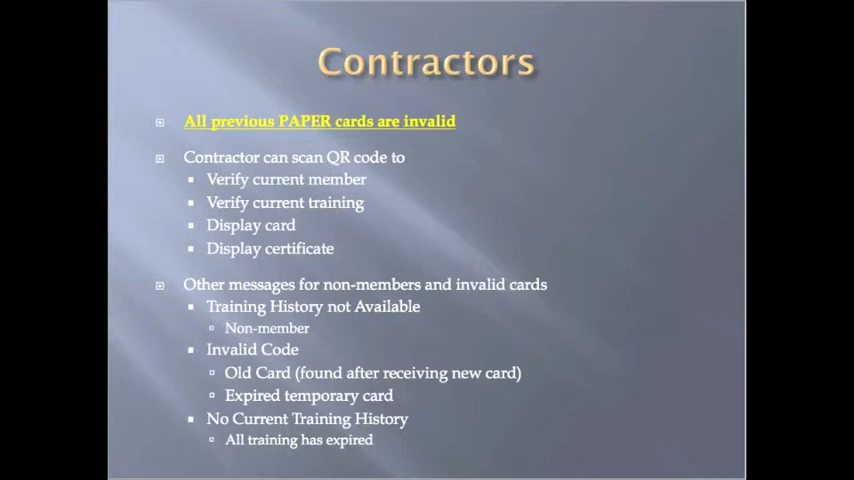 Contractors
All previous PAPER cards are invalid
Contractor can scan QR code to
Verify current member
Verify current training
Display card
Display certificate
Other messages for non-members and invalid cards
Training History not Available
Non-member
Invalid Code
Old Card (found after receiving new card)
Expired temporary card
No Current Training History
All training has expired